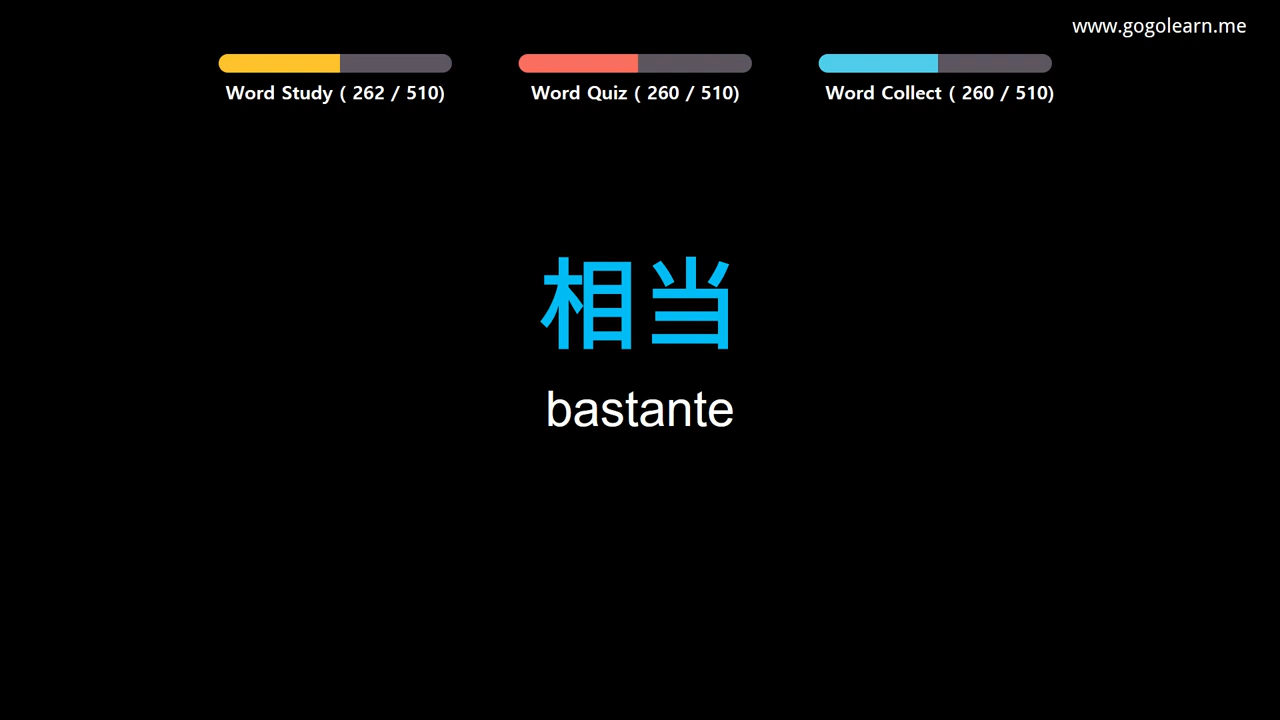 www.gogolearn.me
Word Study ( 262 / 510)
Word Quiz ( 260 / 510)
Word Collect ( 260 / 510)
相当
bastante